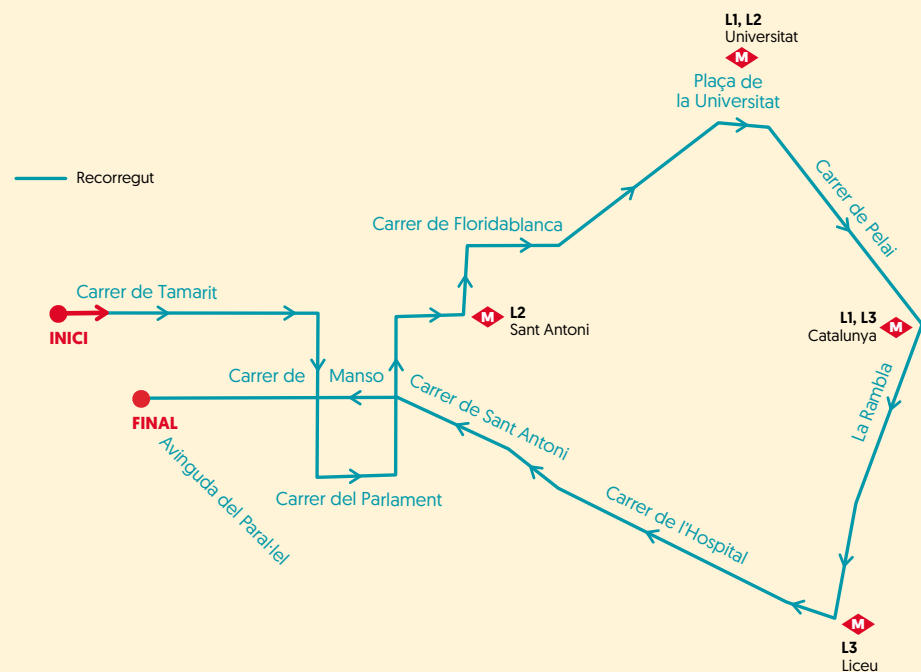 L1, L2
Universitat
M
Plaça de
la Universitat
Recorregut
Carrer de Pelai
Carrer de Floridablanca
Carrer de Tamarit
INICI
M
L2
Sant Antoni
L1, L3
Catalunya
M
Carrer de Manso
Carrer de Sant Antoni
La Rambla
FINAL
Avinguda del Paral·lel
Carrer del Parlament
Carrer de l'Hospital
M
L3
Liceu